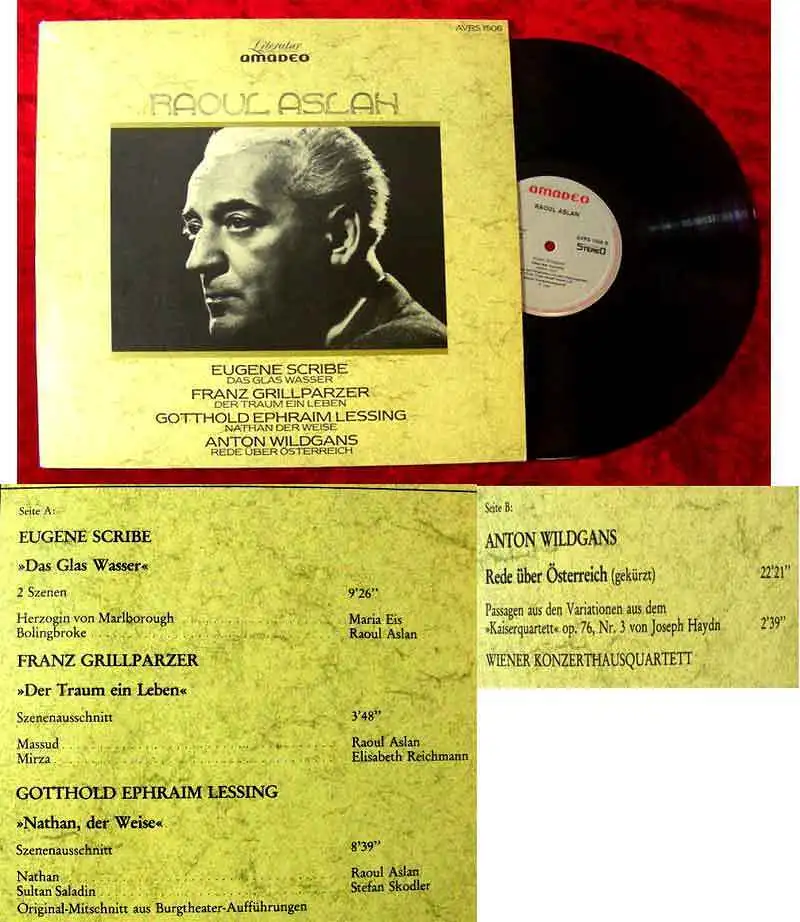 AVRS 1506
Literatur
AMADEO
RAOUL ASLAN
EUGENE SCRIBE
DAS GLAS WASSER
FRANZ GRILLPARZER
DER TRAUM EIN LEBEN
GOTTHOLD EPHRAIM LESSING
NATHAN DER WEISE
ANTON WILDGANS
REDE ÜBER ÖSTERREICH
AMADEO
RAOUL ASLAN
AVRS 1506 B
STEREO
Seite A:
EUGENE SCRIBE
»Das Glas Wasser«
2 Szenen 9'26"
Herzogin von Marlborough Maria Eis
Bolingbroke Raoul Aslan
FRANZ GRILLPARZER
»Der Traum ein Leben«
Szenenausschnitt 3'48"
Massud Raoul Aslan
Mirza Elisabeth Reichmann
GOTTHOLD EPHRAIM LESSING
»Nathan, der Weise«
Szenenausschnitt 8'39"
Nathan Raoul Aslan
Sultan Saladin Stefan Skodler
Original-Mitschnitt aus Burgtheater-Aufführungen
Seite B:
ANTON WILDGANS
Rede über Österreich (gekürzt) 22'21"
Passagen aus den Variationen aus dem
»Kaiserquartett« op. 76, Nr. 3 von Joseph Haydn 2'39"
WIENER KONZERTHAUSQUARTETT